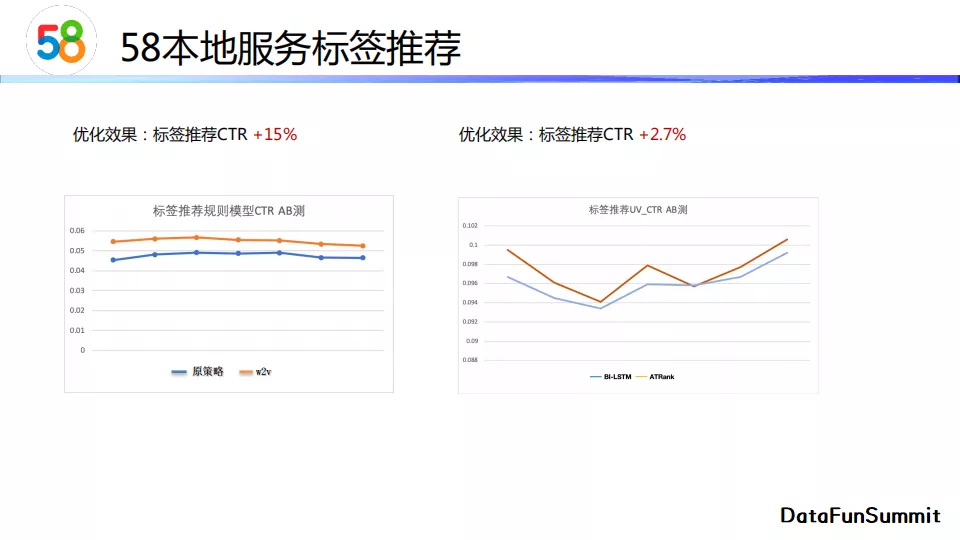 58
58本地服务标签推荐
优化效果：标签推荐CTR +15%
优化效果：标签推荐CTR +2.7%
标签推荐规则模型CTR AB测
0.06
0.05
0.04
0.03
0.02
0.01
0
原策略
w2v
标签推荐UV_CTR AB测
0.102
0.1
0.098
0.096
0.094
0.092
0.09
0.088
BI-LSTM
ATRank
DataFunSummit